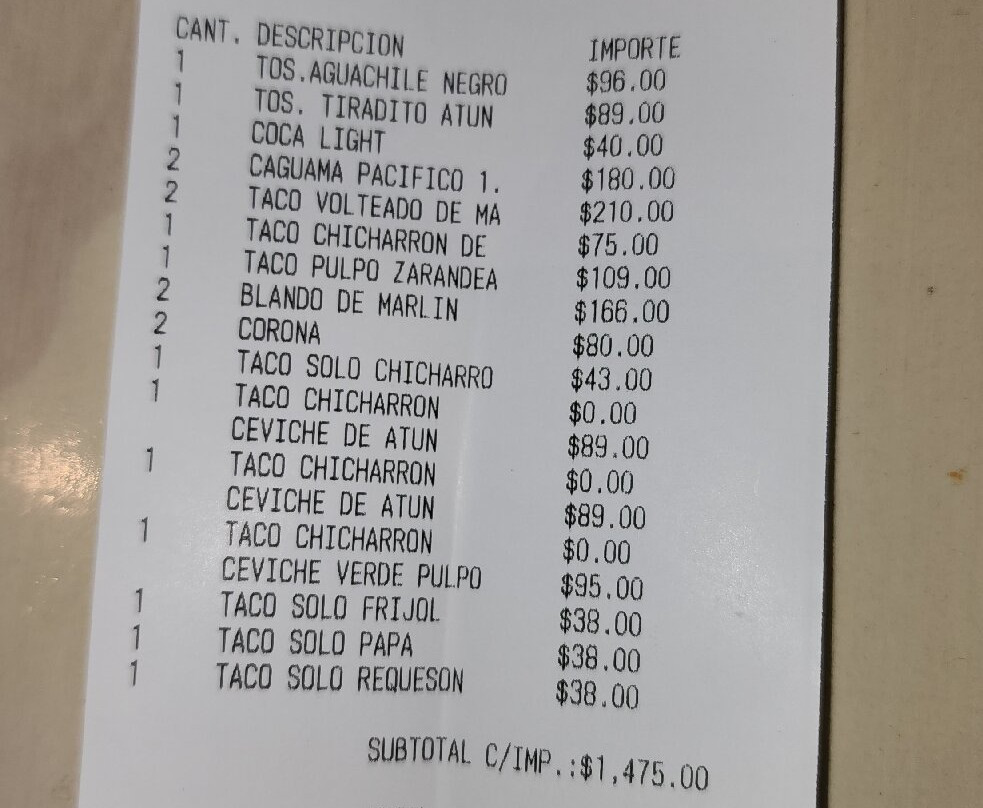 CANT. DESCRIPCION IMPORTE
1 TOS.AGUACHILE NEGRO $96.00
1 TOS. TIRADITO ATUN $89.00
1 COCA LIGHT $40.00
2 CAGUAMA PACIFICO 1. $180.00
2 TACO VOLTEADO DE MA $210.00
1 TACO CHICHARRON DE $75.00
1 TACO PULPO ZARANDEA $109.00
2 BLANDO DE MARLIN $166.00
2 CORONA $80.00
1 TACO SOLO CHICHARRO $43.00
1 TACO CHICHARRON $0.00
CEVICHE DE ATUN $89.00
1 TACO CHICHARRON $0.00
CEVICHE DE ATUN $89.00
1 TACO CHICHARRON $0.00
CEVICHE VERDE PULPO $95.00
1 TACO SOLO FRIJOL $38.00
1 TACO SOLO PAPA $38.00
1 TACO SOLO REQUESON $38.00
SUBTOTAL C/IMP.:$1,475.00